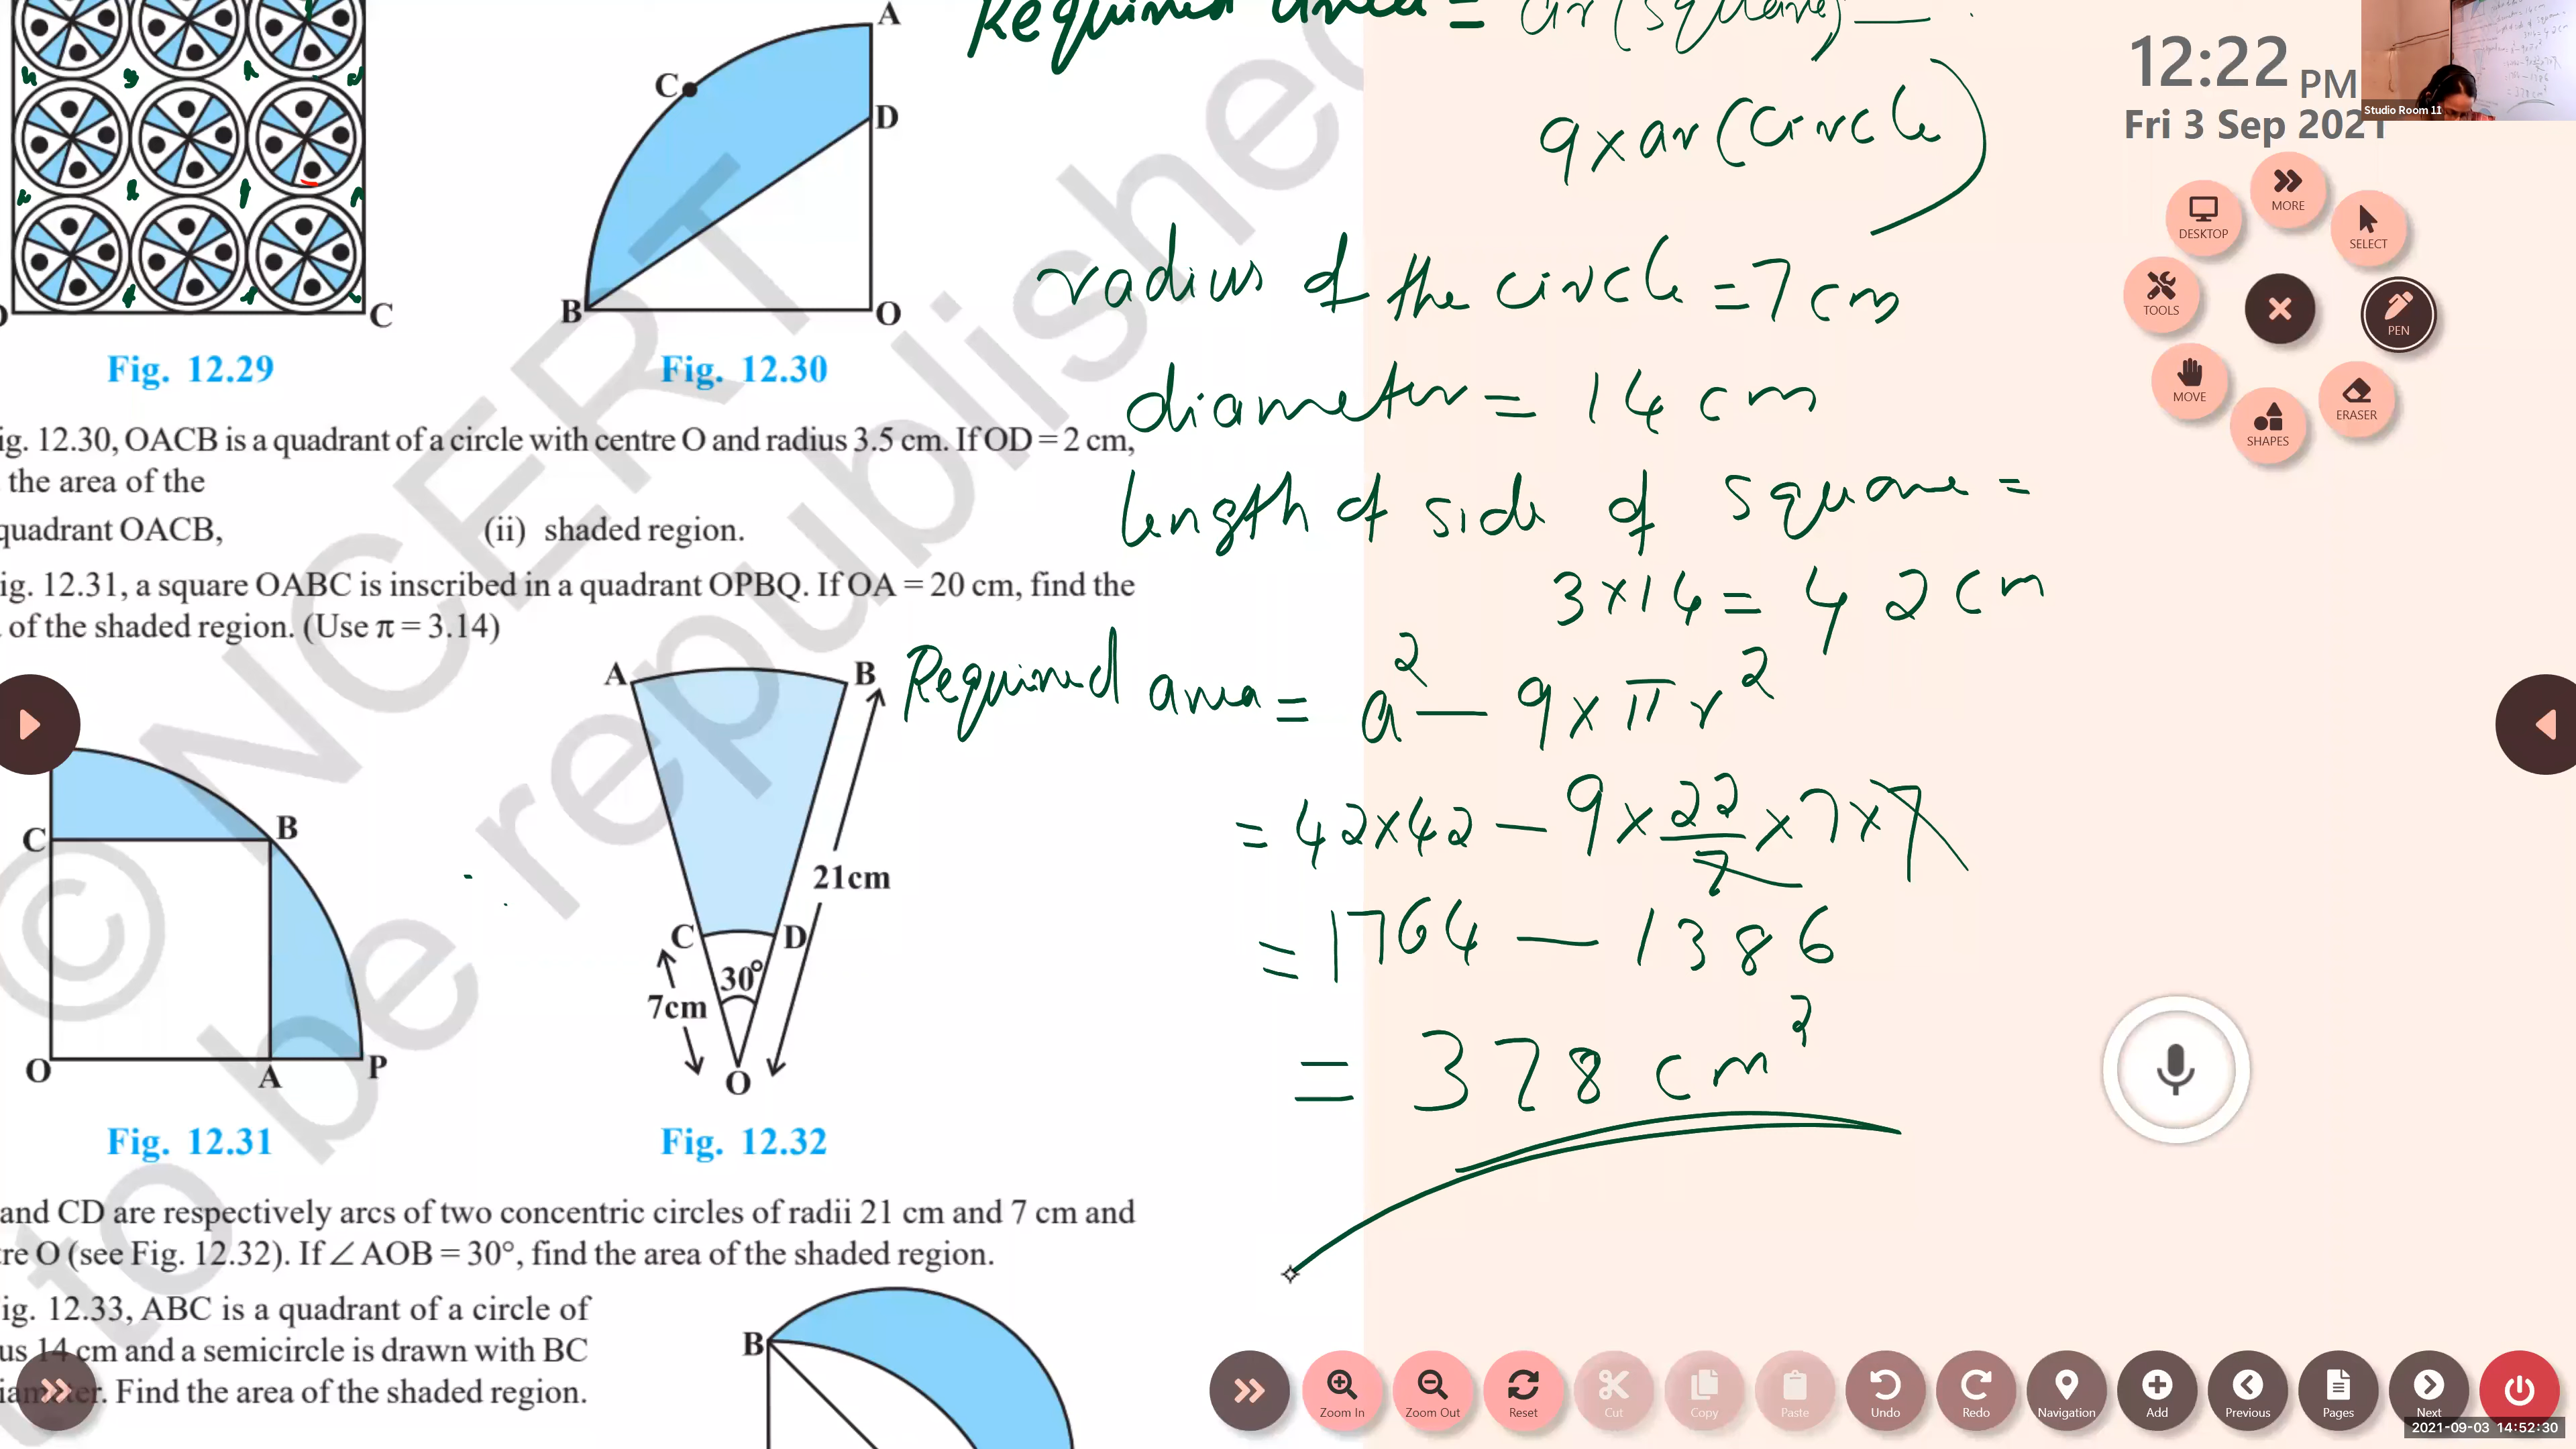 C
Fig. 12.29
A
C
D
B
O
Fig. 12.30
ig. 12.30, OACB is a quadrant of a circle with centre O and radius 3.5 cm. If OD = 2 cm,
the area of the
quadrant OACB,
(ii) shaded region.
ig. 12.31, a square OABC is inscribed in a quadrant OPBQ. If OA = 20 cm, find the
of the shaded region. (Use π = 3.14)
C
B
O
A
P
Fig. 12.31
A
B
21cm
C
D
30°
7cm
O
Fig. 12.32
and CD are respectively arcs of two concentric circles of radii 21 cm and 7 cm and
tre O (see Fig. 12.32). If ∠AOB = 30°, find the area of the shaded region.
ig. 12.33, ABC is a quadrant of a circle of
us 14 cm and a semicircle is drawn with BC
. Find the area of the shaded region.
B
© NCERT
to be republished
Required area = ar(square) —
9 × ar(circle)
radius of the circle = 7 cm
diameter = 14 cm
length of side of square =
3 × 14 = 42 cm
Required area = a² — 9 × π r²
= 42 × 42 — 9 × 22/7 × 7 × 7
= 1764 — 1386
= 378 cm²
12:22 PM
Fri 3 Sep 2021
Studio Room 11
MORE
SELECT
DESKTOP
TOOLS
PEN
MOVE
ERASER
SHAPES
Zoom In
Zoom Out
Reset
Cut
Copy
Paste
Undo
Redo
Navigation
Add
Previous
Pages
Next
2021-09-03 14:52:30